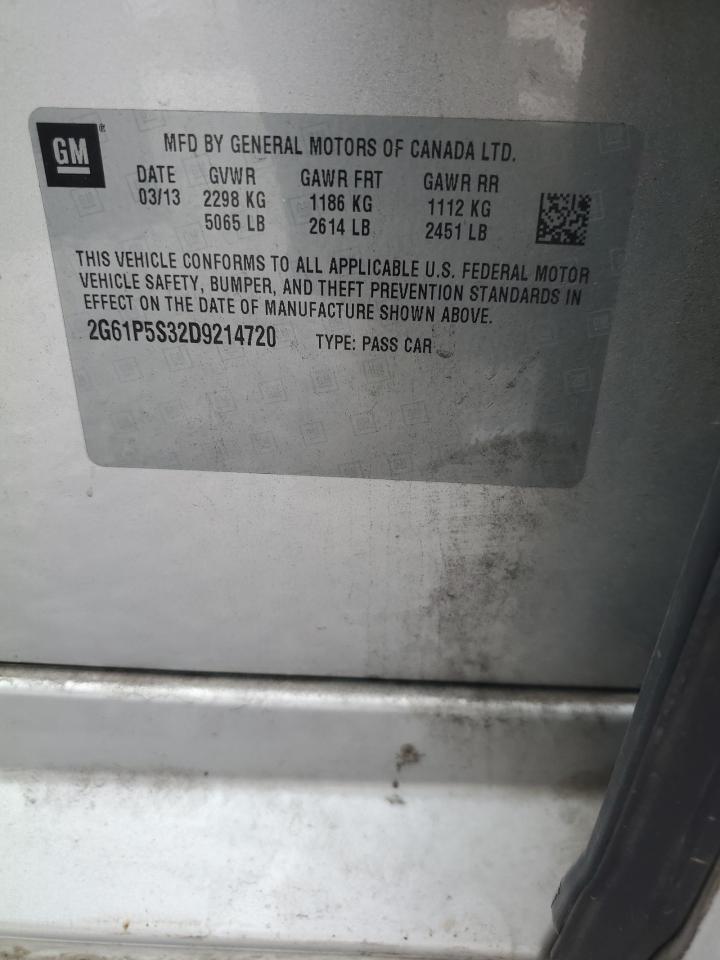 GM
MFD BY GENERAL MOTORS OF CANADA LTD.
DATE GVWR GAWR FRT GAWR RR
03/13 2298 KG 1186 KG 1112 KG
5065 LB 2614 LB 2451 LB
THIS VEHICLE CONFORMS TO ALL APPLICABLE U.S. FEDERAL MOTOR
VEHICLE SAFETY, BUMPER, AND THEFT PREVENTION STANDARDS IN
EFFECT ON THE DATE OF MANUFACTURE SHOWN ABOVE.
2G61P5S32D9214720 TYPE: PASS CAR